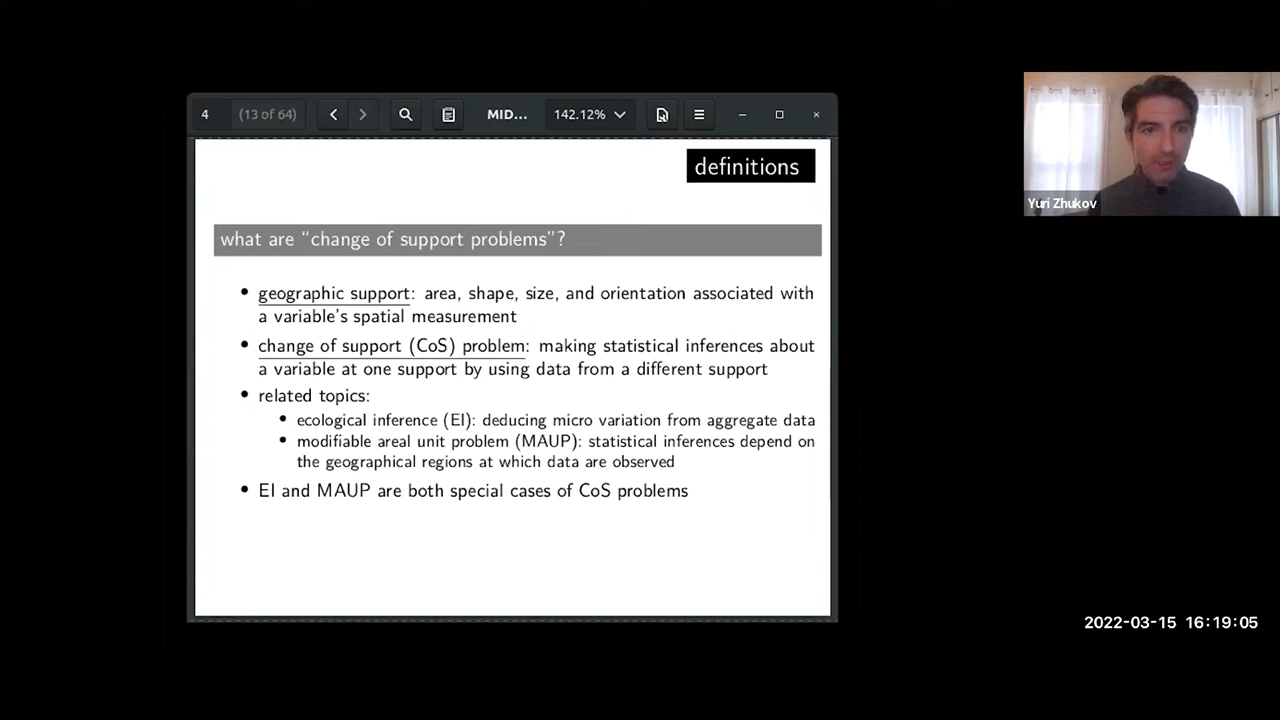 4 (13 of 64) MID... 142.12%
definitions
what are “change of support problems”?
• geographic support: area, shape, size, and orientation associated with
a variable's spatial measurement
• change of support (CoS) problem: making statistical inferences about
a variable at one support by using data from a different support
• related topics:
• ecological inference (EI): deducing micro variation from aggregate data
• modifiable areal unit problem (MAUP): statistical inferences depend on
the geographical regions at which data are observed
• EI and MAUP are both special cases of CoS problems
Yuri Zhukov
2022-03-15 16:19:05